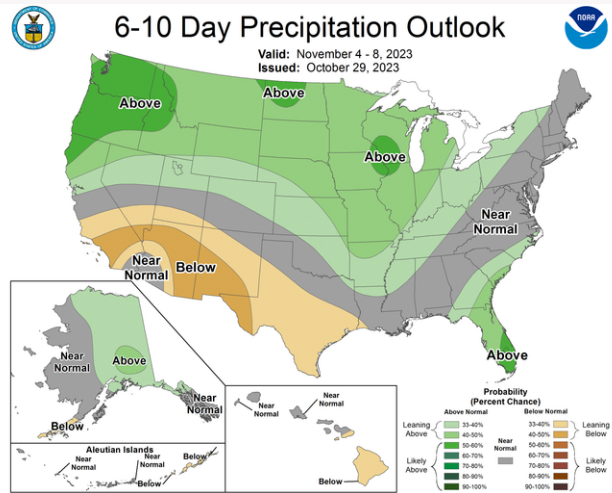 6-10 Day Precipitation Outlook
Valid: November 4 - 8, 2023
Issued: October 29, 2023
NOAA
Above
Above
Above
Near
Normal
Near
Normal
Below
Above
Near
Normal
Above
Near
Normal
Below
Aleutian Islands
Near
Normal
Near
Normal
Below
Below
Near
Normal
Near
Normal
Below
Probability
(Percent Chance)
Above Normal
Below Normal
Leaning
Above
33-40%
40-50%
Likely
Above
50-60%
60-70%
70-80%
80-90%
90-100%
Near
Normal
33-40%
40-50%
Leaning
Below
50-60%
60-70%
70-80%
80-90%
90-100%
Likely
Below